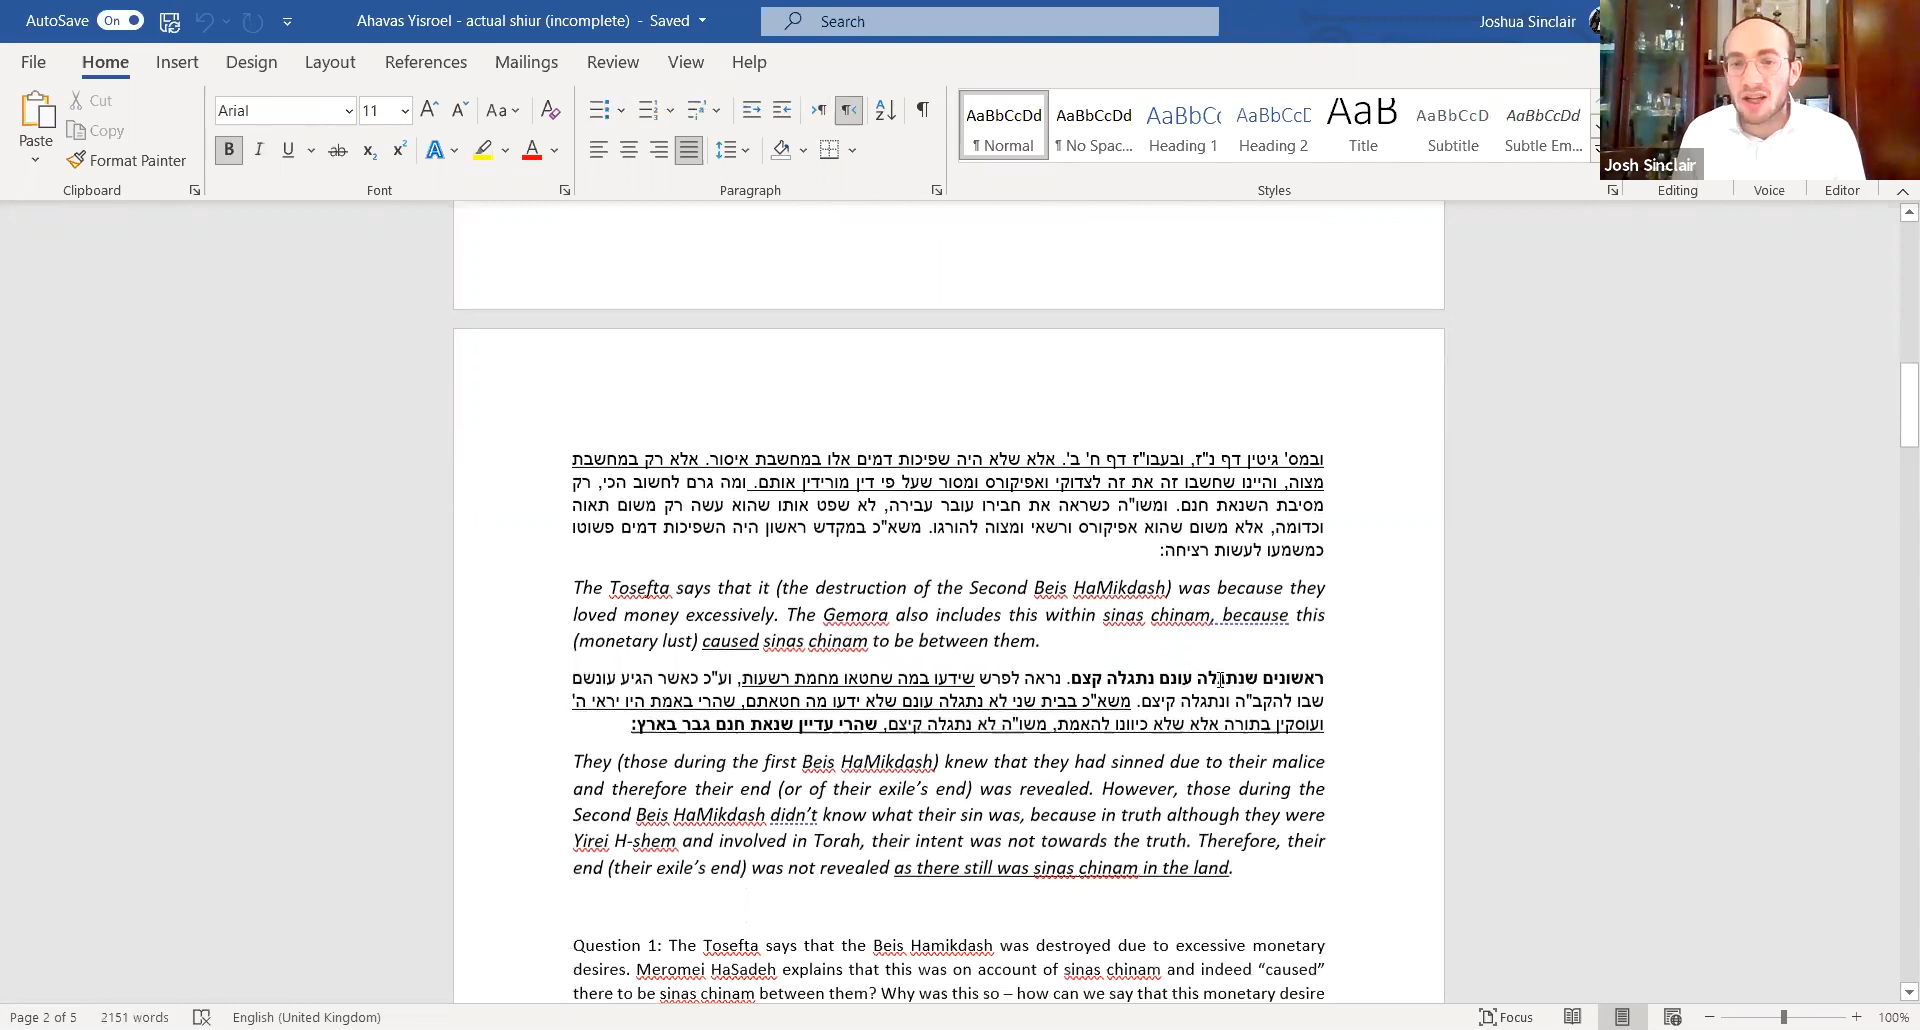 AutoSave On Ahavas Yisroel - actual shiur (incomplete) - Saved Search Joshua Sinclair
File Home Insert Design Layout References Mailings Review View Help
Paste Cut Copy Format Painter
Arial 11 Aa
B I U ab x₂ x² A A
AaBbCcDd AaBbCcDd AaBbCc AaBbCcD AaB AaBbCcD AaBbCcDd
¶ Normal ¶ No Spac... Heading 1 Heading 2 Title Subtitle Subtle Em...
Josh Sinclair
Clipboard Font Paragraph Styles Editing Voice Editor
ובמס' גיטין דף נ"ז, ובעבו"ז דף ח' ב'. אלא שלא היה שפיכות דמים אלו במחשבת איסור. אלא רק במחשבת
מצוה, והיינו שחשבו זה את זה לצדוקי ואפיקורס ומסור שעל פי דין מורידין אותם. ומה גרם לחשוב הכי, רק
מסיבת השנאת חנם. ומשו"ה כשראה את חבירו עובר עבירה, לא שפט אותו שהוא עשה רק משום תאוה
וכדומה, אלא משום שהוא אפיקורס ורשאי ומצוה להורגו. משא"כ במקדש ראשון היה השפיכות דמים פשוטו
כמשמעו לעשות רציחה:
The Tosefta says that it (the destruction of the Second Beis HaMikdash) was because they
loved money excessively. The Gemora also includes this within sinas chinam, because this
(monetary lust) caused sinas chinam to be between them.
ראשונים שנתגלה עונם נתגלה קצם. נראה לפרש שידעו במה שחטאו מחמת רשעות, וע"כ כאשר הגיע עונשם
שבו להקב"ה ונתגלה קיצם. משא"כ בבית שני לא נתגלה עונם שלא ידעו מה חטאתם, שהרי באמת היו יראי ה'
ועוסקין בתורה אלא שלא כיוונו להאמת, משו"ה לא נתגלה קיצם, שהרי עדיין שנאת חנם גבר בארץ:
They (those during the first Beis HaMikdash) knew that they had sinned due to their malice
and therefore their end (or of their exile's end) was revealed. However, those during the
Second Beis HaMikdash didn't know what their sin was, because in truth although they were
Yirei H-shem and involved in Torah, their intent was not towards the truth. Therefore, their
end (their exile's end) was not revealed as there still was sinas chinam in the land.
Question 1: The Tosefta says that the Beis Hamikdash was destroyed due to excessive monetary
desires. Meromei HaSadeh explains that this was on account of sinas chinam and indeed "caused"
there to be sinas chinam between them? Why was this so – how can we say that this monetary desire
Page 2 of 5 2151 words English (United Kingdom) Focus 100%